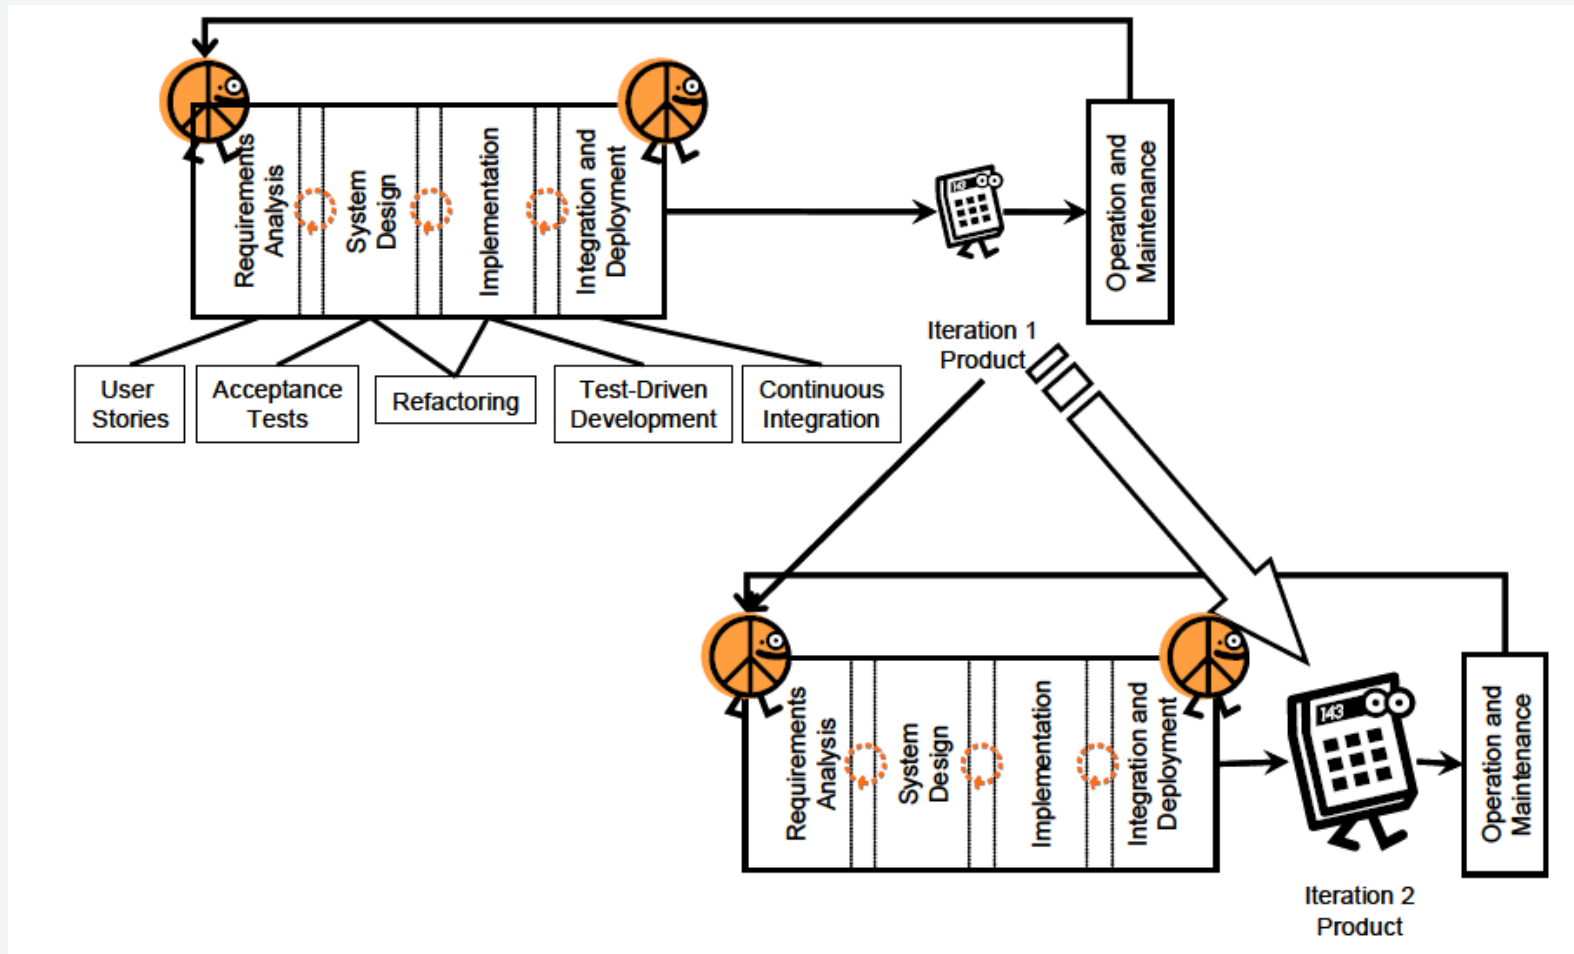 Requirements
Analysis
System
Design
Implementation
Integration and
Deployment
143
Operation and
Maintenance
Iteration 1
Product
User
Stories
Acceptance
Tests
Refactoring
Test-Driven
Development
Continuous
Integration
Requirements
Analysis
System
Design
Implementation
Integration and
Deployment
143
Operation and
Maintenance
Iteration 2
Product